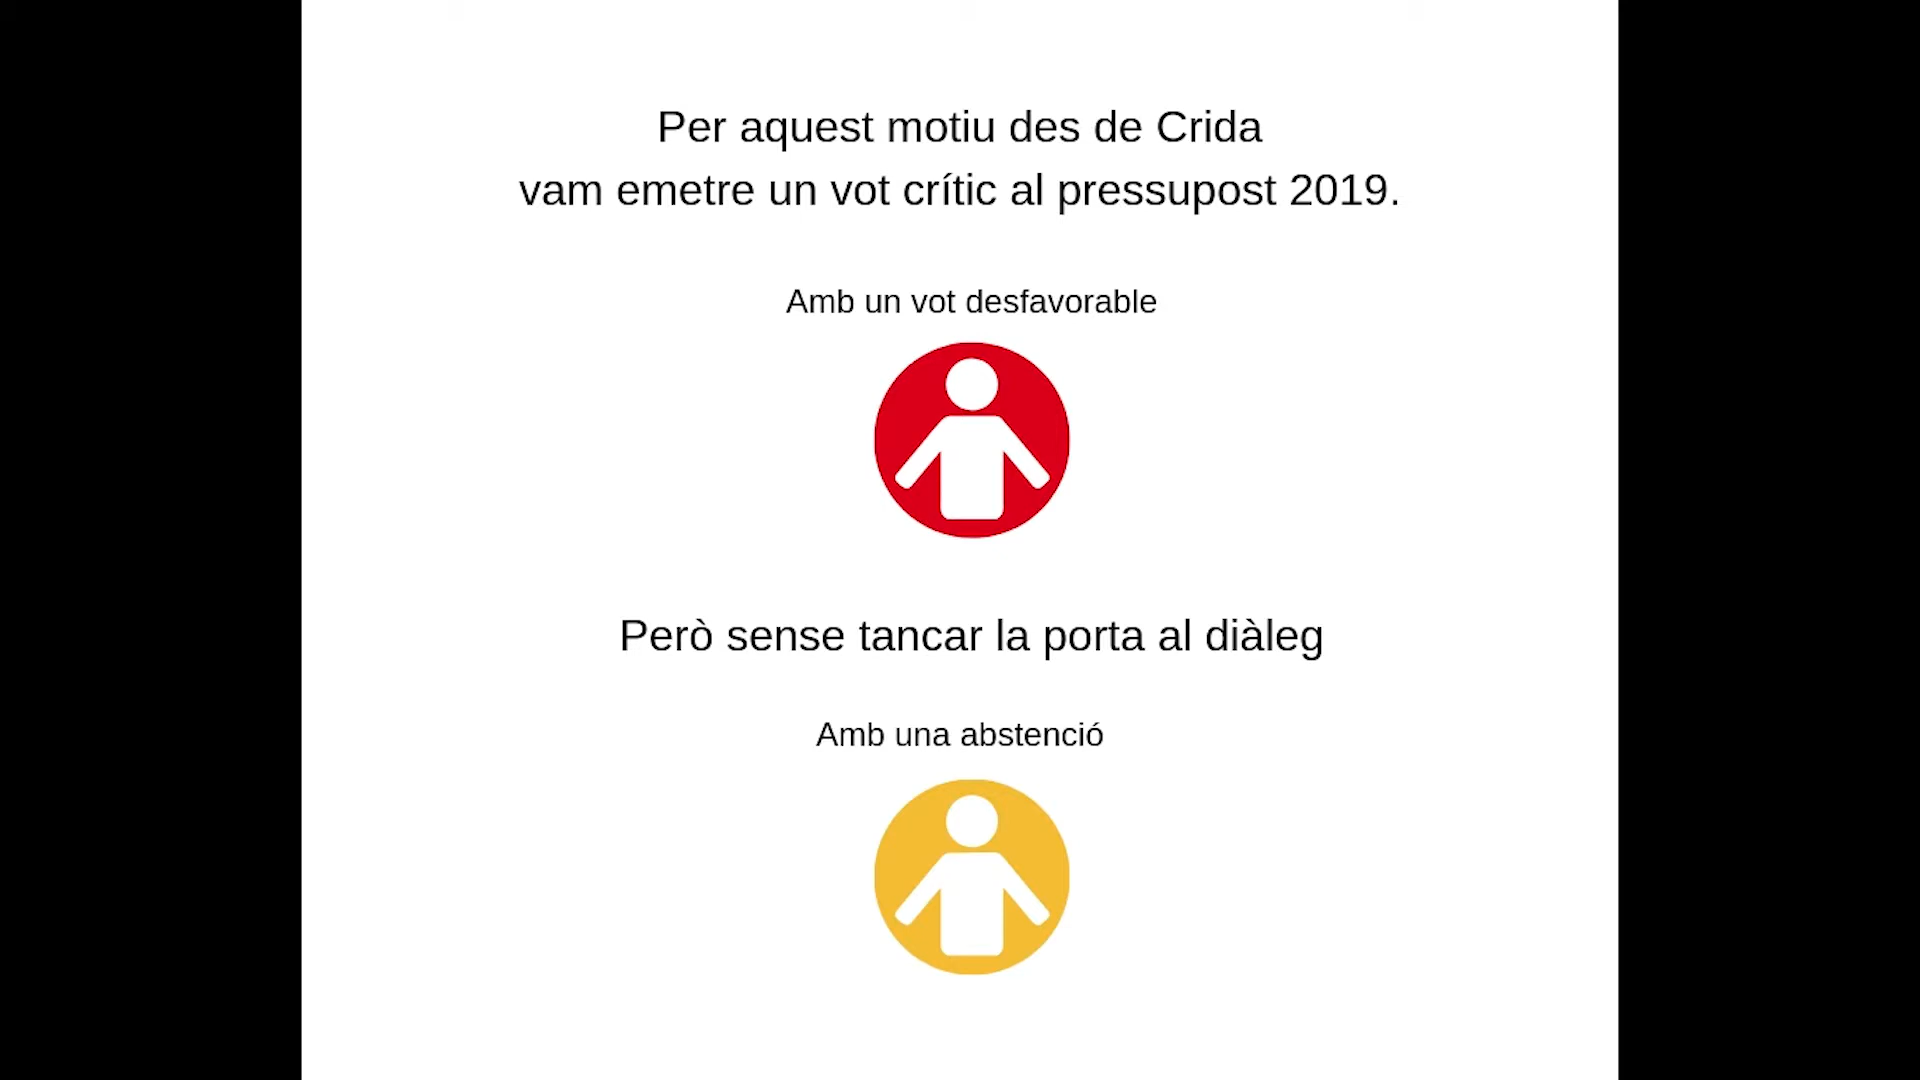 Per aquest motiu des de Crida
vam emetre un vot crític al pressupost 2019.
Amb un vot desfavorable
Però sense tancar la porta al diàleg
Amb una abstenció